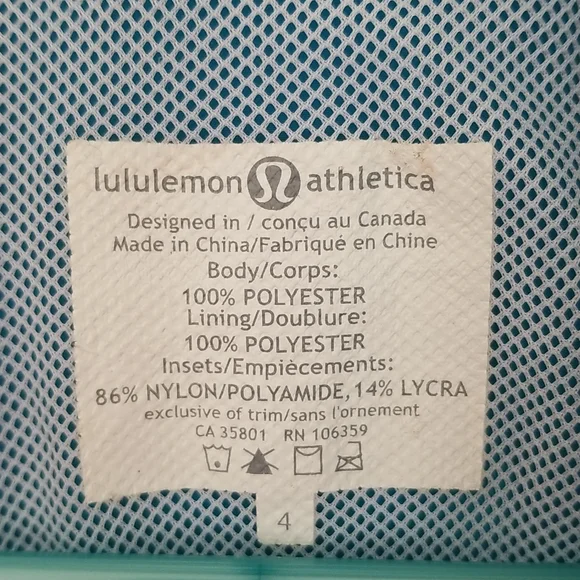 lululemon athletica
Designed in / conçu au Canada
Made in China/Fabriqué en Chine
Body/Corps:
100% POLYESTER
Lining/Doublure:
100% POLYESTER
Insets/Empiècements:
86% NYLON/POLYAMIDE, 14% LYCRA
exclusive of trim/sans l'ornement
CA 35801 RN 106359
4